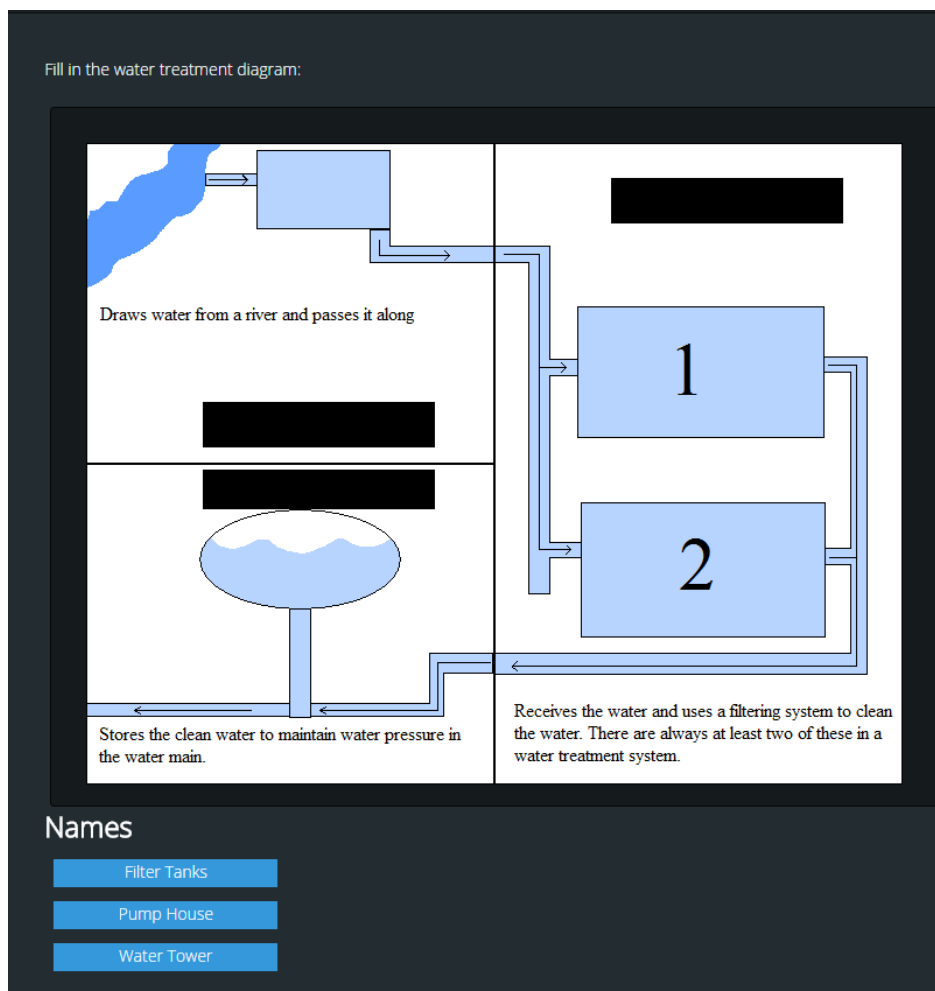 Fill in the water treatment diagram:
Draws water from a river and passes it along
1
2
Stores the clean water to maintain water pressure in
the water main.
Receives the water and uses a filtering system to clean
the water. There are always at least two of these in a
water treatment system.
Names
Filter Tanks
Pump House
Water Tower